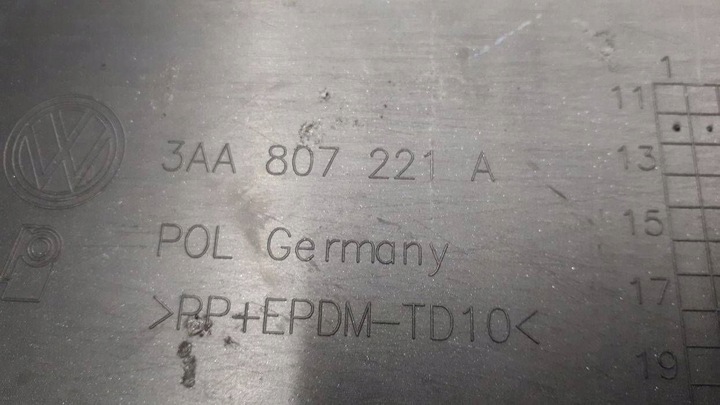 3AA 807 221 A
POL Germany
>PP+EPDM-TD10<
1
11
13
15
17
19